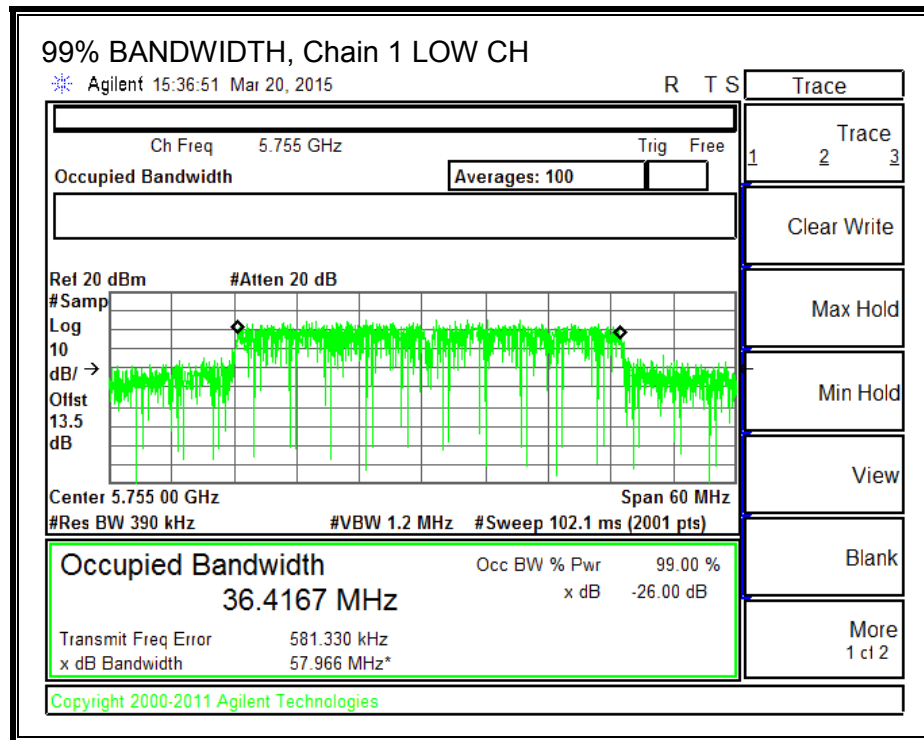 99% BANDWIDTH, Chain 1 LOW CH
Agilent 15:36:51 Mar 20, 2015 R T S
Trace
Ch Freq 5.755 GHz Trig Free
Occupied Bandwidth Averages: 100
Trace
1 2 3
Clear Write
Max Hold
Min Hold
View
Blank
More
1 of 2
Ref 20 dBm #Atten 20 dB
#Samp
Log
10
dB/
Offst
13.5
dB
Center 5.755 00 GHz Span 60 MHz
#Res BW 390 kHz #VBW 1.2 MHz #Sweep 102.1 ms (2001 pts)
Occupied Bandwidth Occ BW % Pwr 99.00 %
36.4167 MHz x dB -26.00 dB
Transmit Freq Error 581.330 kHz
x dB Bandwidth 57.966 MHz*
Copyright 2000-2011 Agilent Technologies